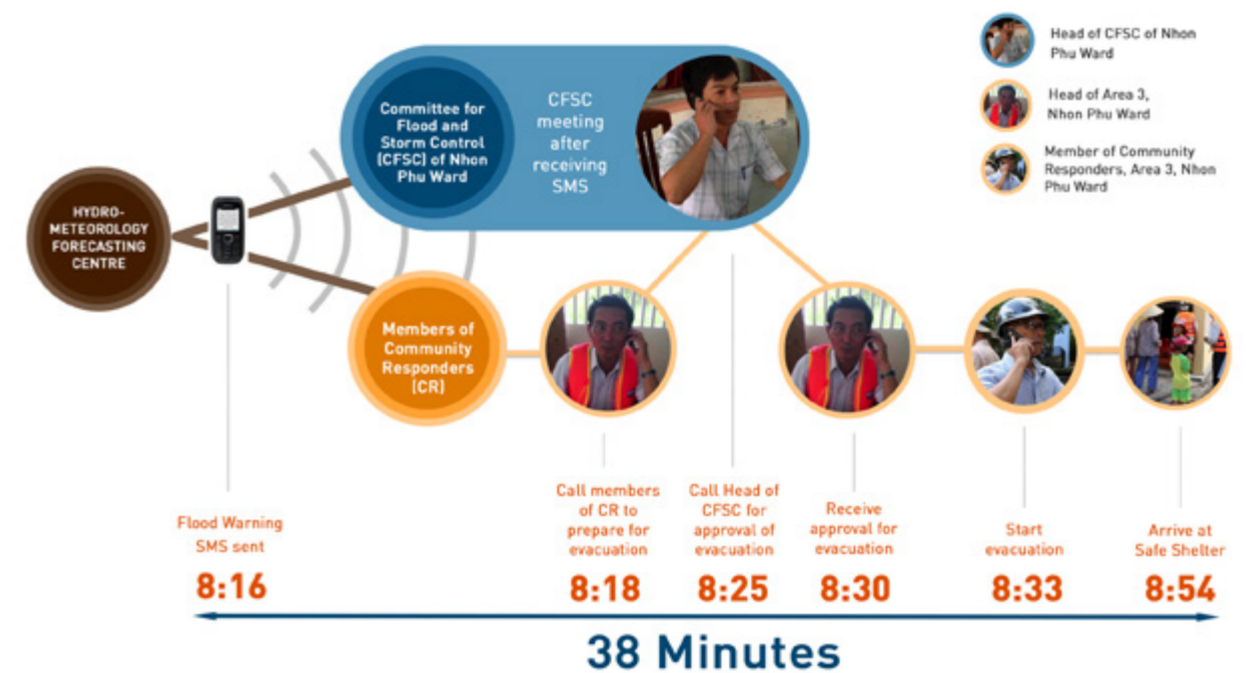 Head of CFSC of Nhon
Phu Ward
Head of Area 3,
Nhon Phu Ward
Member of Community
Responders, Area 3, Nhon
Phu Ward
HYDRO-
METEOROLOGY
FORECASTING
CENTRE
Committee for
Flood and
Storm Control
(CFSC) of Nhon
Phu Ward
CFSC
meeting
after
receiving
SMS
Members of
Community
Responders
(CR)
Flood Warning
SMS sent
8:16
Call members
of CR to
prepare for
evacuation
8:18
Call Head of
CFSC for
approval of
evacuation
8:25
Receive
approval for
evacuation
8:30
Start
evacuation
8:33
Arrive at
Safe Shelter
8:54
38 Minutes